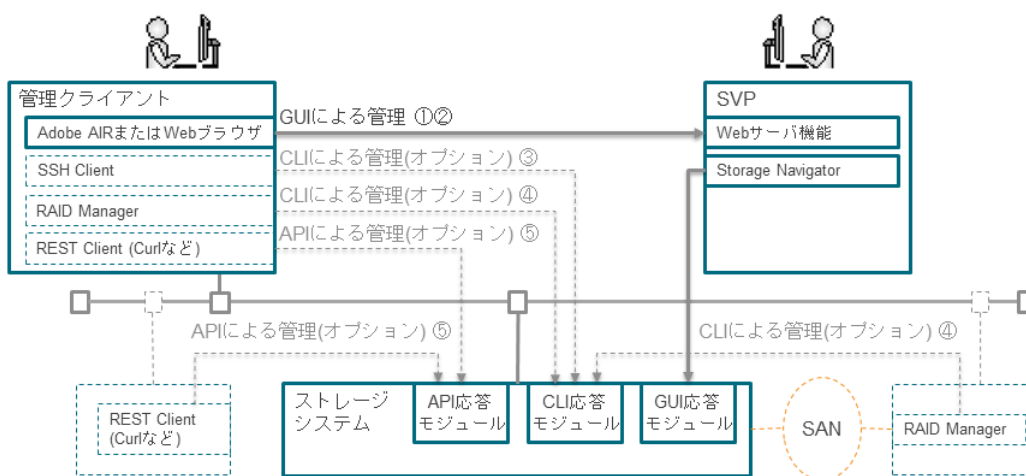 管理クライアント
Adobe AIRまたはWebブラウザ
SSH Client
RAID Manager
REST Client (Curlなど)
GUIによる管理 ①②
CLIによる管理(オプション) ③
CLIによる管理(オプション) ④
APIによる管理(オプション) ⑤
SVP
Webサーバ機能
Storage Navigator
APIによる管理(オプション) ⑤
CLIによる管理(オプション) ④
REST Client
(Curlなど)
ストレージ
システム
API応答
モジュール
CLI応答
モジュール
GUI応答
モジュール
SAN
RAID Manager